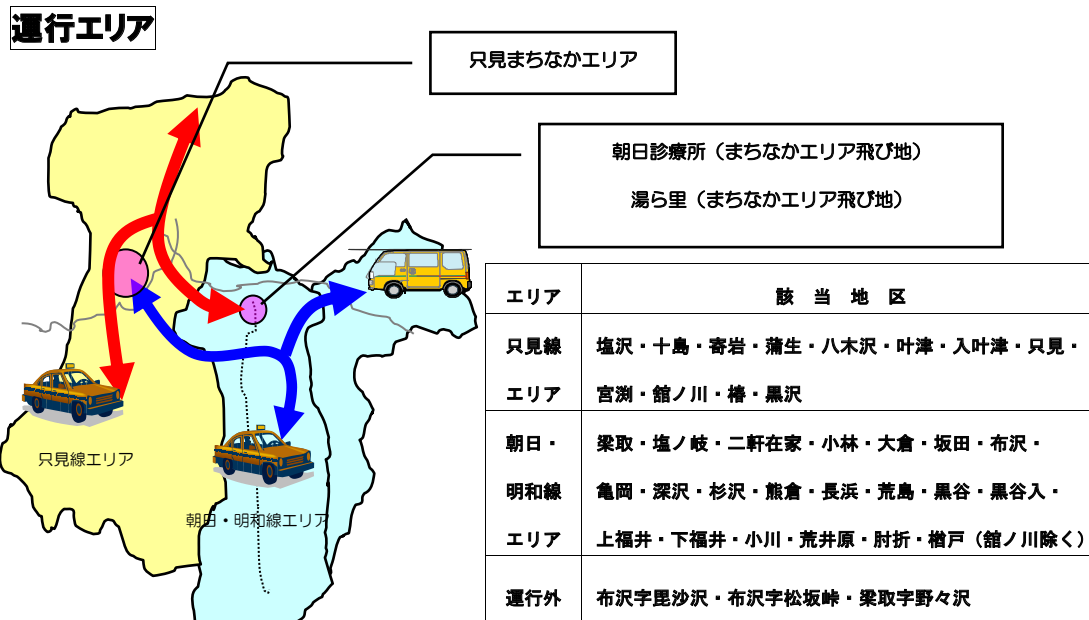 運行エリア
只見まちなかエリア
朝日診療所（まちなかエリア飛び地）
湯ら里（まちなかエリア飛び地）
エリア 該当地区
只見線 塩沢・十島・寄岩・蒲生・八木沢・叶津・入叶津・只見・
エリア 宮渕・舘ノ川・椿・黒沢
朝日・ 梁取・塩ノ岐・二軒在家・小林・大倉・坂田・布沢・
明和線 亀岡・深沢・杉沢・熊倉・長浜・荒島・黒谷・黒谷入・
エリア 上福井・下福井・小川・荒井原・肘折・楢戸（舘ノ川除く）
運行外 布沢字毘沙沢・布沢字松坂峠・梁取字野々沢
只見線エリア
朝日・明和線エリア